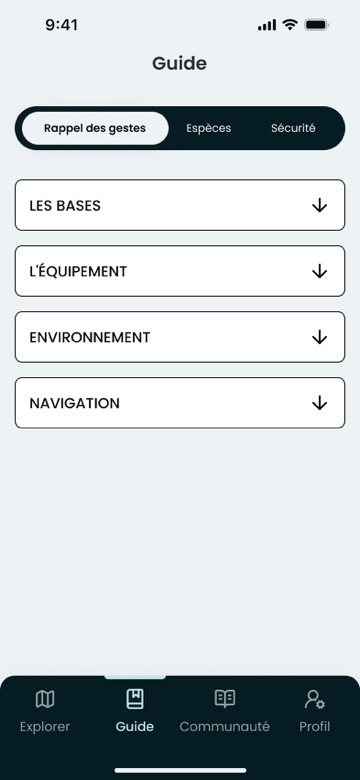 9:41
Guide
Rappel des gestes Espèces Sécurité
LES BASES
L'ÉQUIPEMENT
ENVIRONNEMENT
NAVIGATION
Explorer Guide Communauté Profil